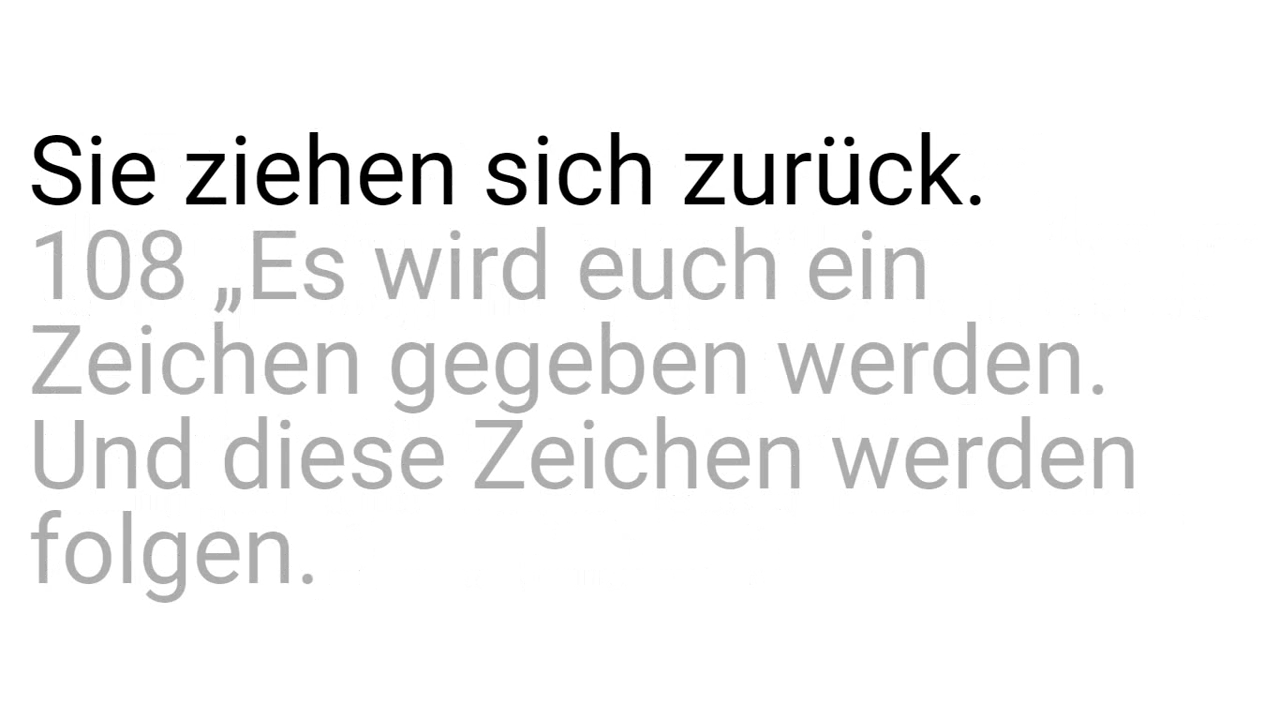 Sie ziehen sich zurück.
108 „Es wird euch ein
Zeichen gegeben werden.
Und diese Zeichen werden
folgen.